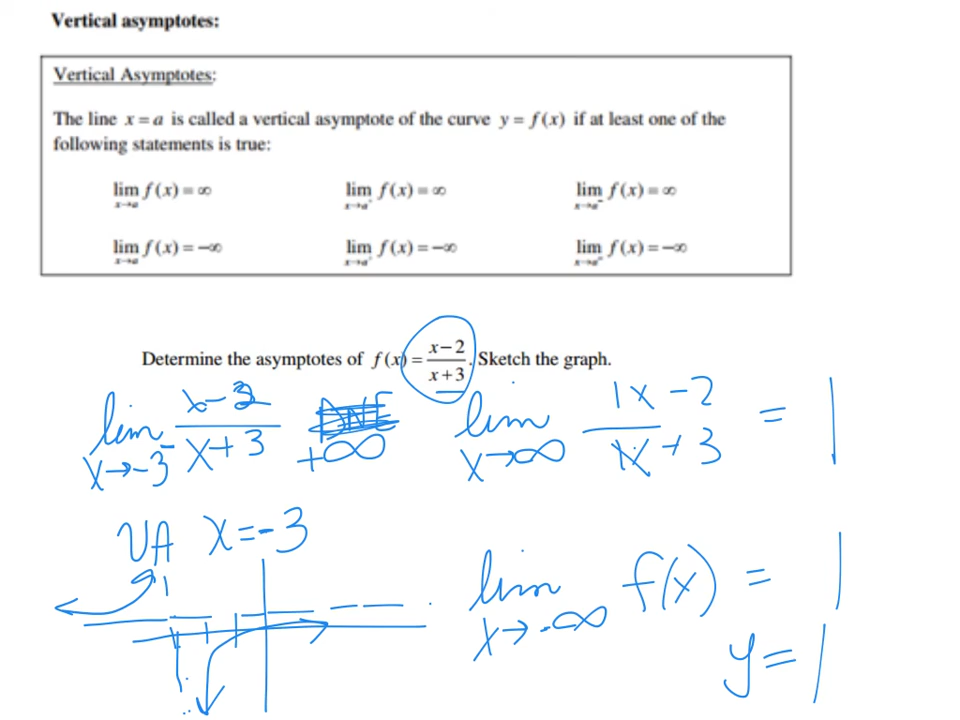 Vertical asymptotes:
Vertical Asymptotes:
The line x = a is called a vertical asymptote of the curve y = f(x) if at least one of the
following statements is true:
lim f(x) = ∞ lim f(x) = ∞ lim f(x) = ∞
x→a x→a⁺ x→a⁻
lim f(x) = −∞ lim f(x) = −∞ lim f(x) = −∞
x→a x→a⁺ x→a⁻
Determine the asymptotes of f(x) = (x−2)/(x+3). Sketch the graph.
lim x→-3⁻ (x-2)/(x+3) DNE +∞
lim x→∞ (1x-2)/(1x+3) = 1
VA x=-3
lim x→-∞ f(x) = 1
y=1